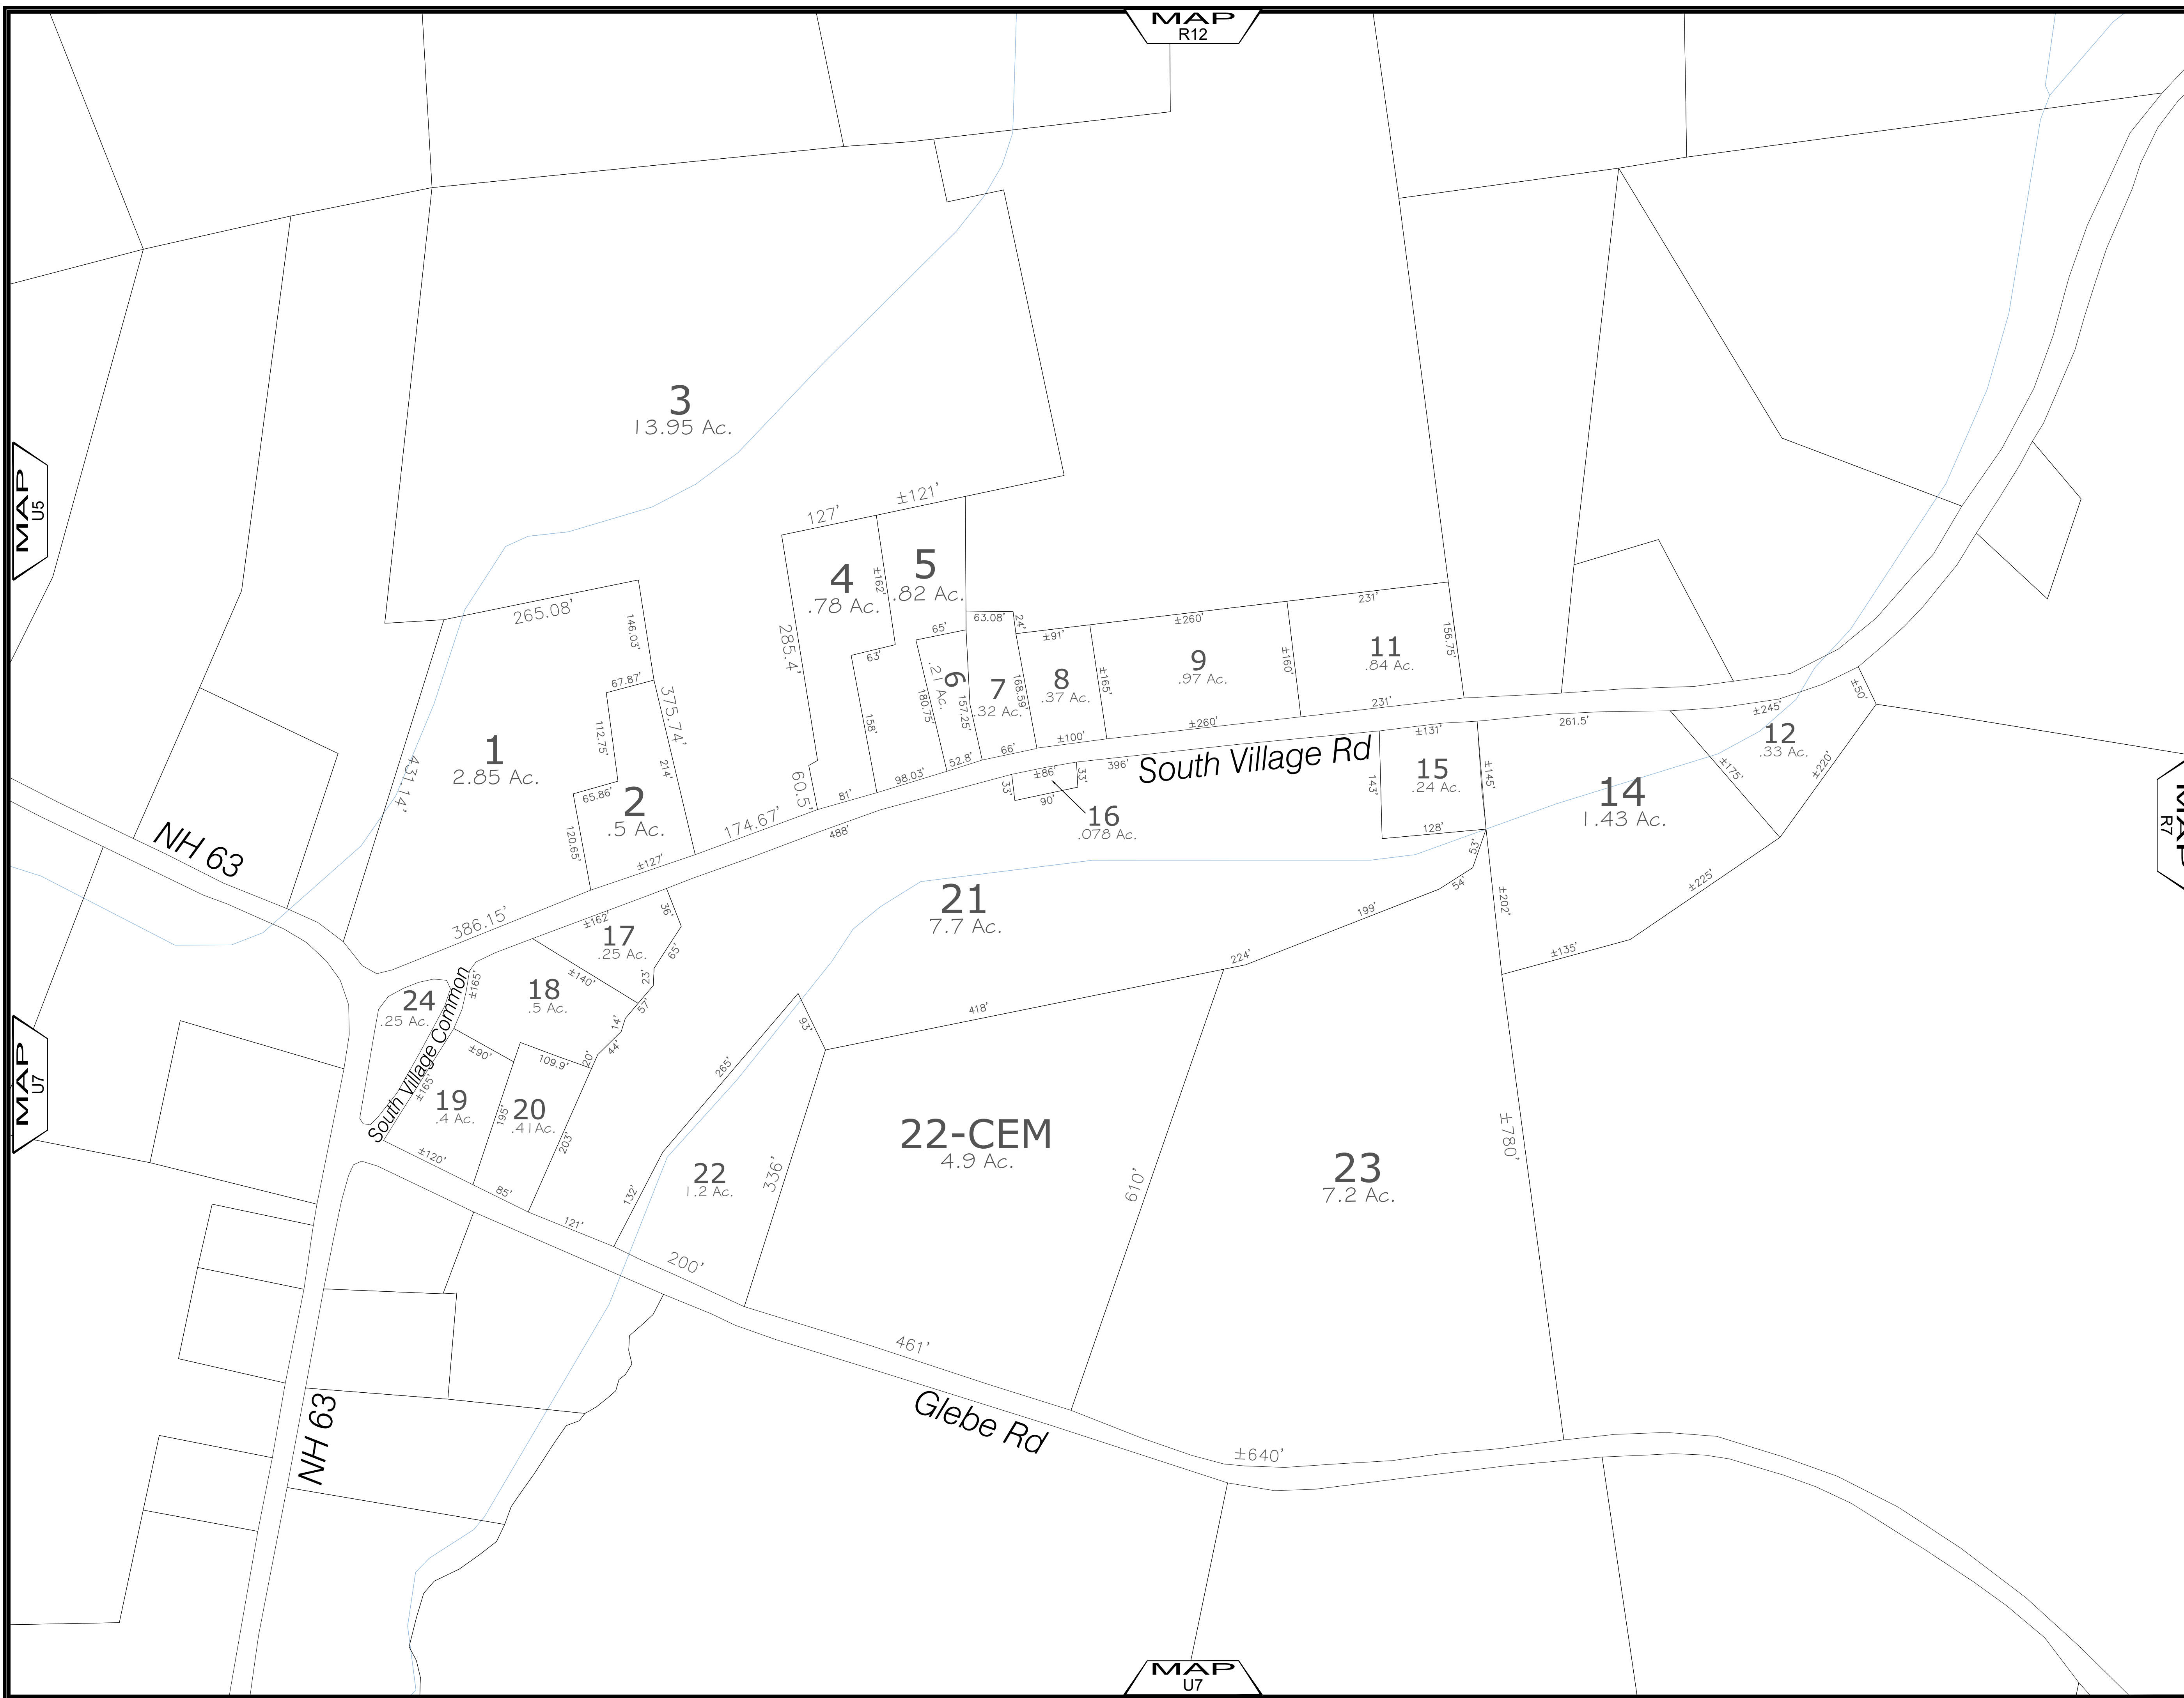 MAP
R12
MAP
U5
MAP
U7
MAP
R7
MAP
U7
3
13.95 Ac.
127'
±121'
4
.78 Ac.
±162'
5
.82 Ac.
265.08'
146.03'
67.87'
375.74'
112.75'
214'
285.4'
60.5'
63'
158'
65'
6
.21 Ac.
180.75'
157.25'
63.08'
24'
7
.32 Ac.
168.59'
±91'
8
.37 Ac.
±165'
±260'
9
.97 Ac.
±160'
231'
11
.84 Ac.
156.75'
1
2.85 Ac.
431.14'
2
.5 Ac.
65.86'
120.65'
±127'
174.67'
81'
98.03'
52.8'
66'
±100'
±260'
231'
386.15'
488'
South Village Rd
33'
±86'
33'
90'
396'
16
.078 Ac.
±131'
143'
15
.24 Ac.
128'
±145'
261.5'
14
1.43 Ac.
±245'
±50'
12
.33 Ac.
±175'
±220'
±225'
±135'
±202'
53'
54'
199'
224'
NH 63
21
7.7 Ac.
±162'
36'
17
.25 Ac.
65'
23'
±140'
57'
18
.5 Ac.
±165'
14'
44'
20'
24
.25 Ac.
South Village Common
±90'
109.9'
±165'
19
.4 Ac.
195'
20
.41Ac.
203'
±120'
85'
121'
93'
265'
132'
418'
22
1.2 Ac.
336'
200'
22-CEM
4.9 Ac.
610'
461'
23
7.2 Ac.
±780'
±640'
Glebe Rd
NH 63